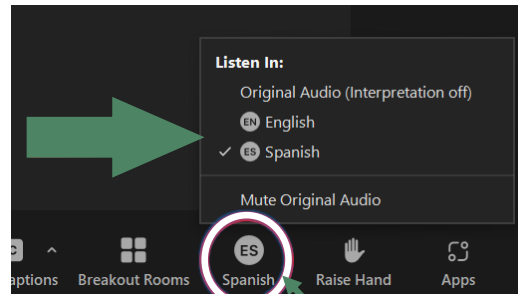 Listen In:
Original Audio (Interpretation off)
EN English
ES Spanish
Mute Original Audio
C
ES
aptions Breakout Rooms Spanish Raise Hand Apps